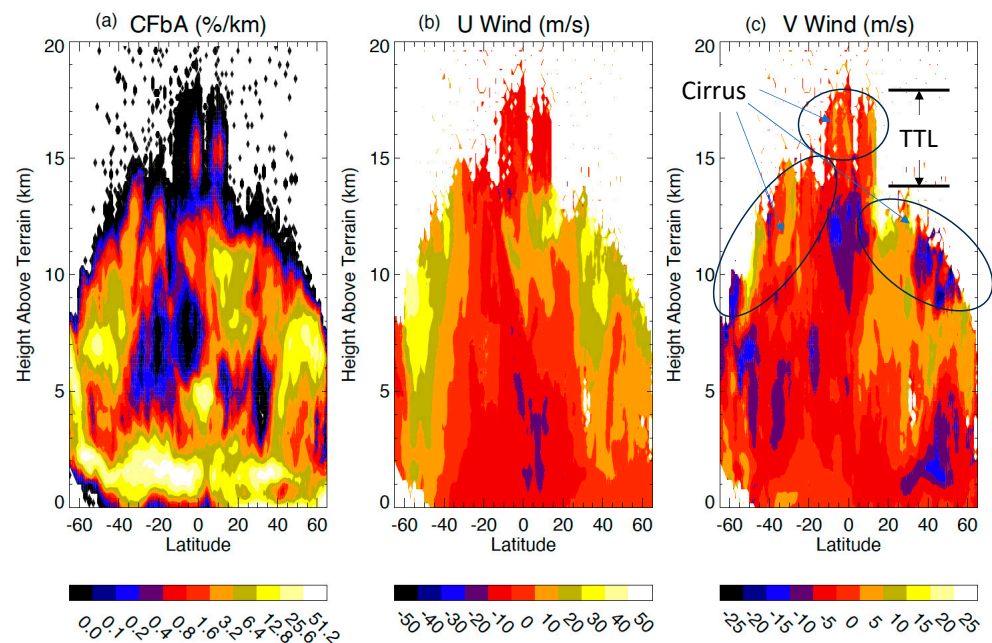 (a) CFbA (%/km)
Height Above Terrain (km)
20
15
10
5
0
-60 -40 -20 0 20 40 60
Latitude
0.0 0.1 0.2 0.4 0.8 1.6 3.2 6.4 12.8 25.6 51.2
(b) U Wind (m/s)
Height Above Terrain (km)
20
15
10
5
0
-60 -40 -20 0 20 40 60
Latitude
-50 -40 -30 -20 -10 0 10 20 30 40 50
(c) V Wind (m/s)
Cirrus
TTL
Height Above Terrain (km)
20
15
10
5
0
-60 -40 -20 0 20 40 60
Latitude
-25 -20 -15 -10 -5 0 5 10 15 20 25